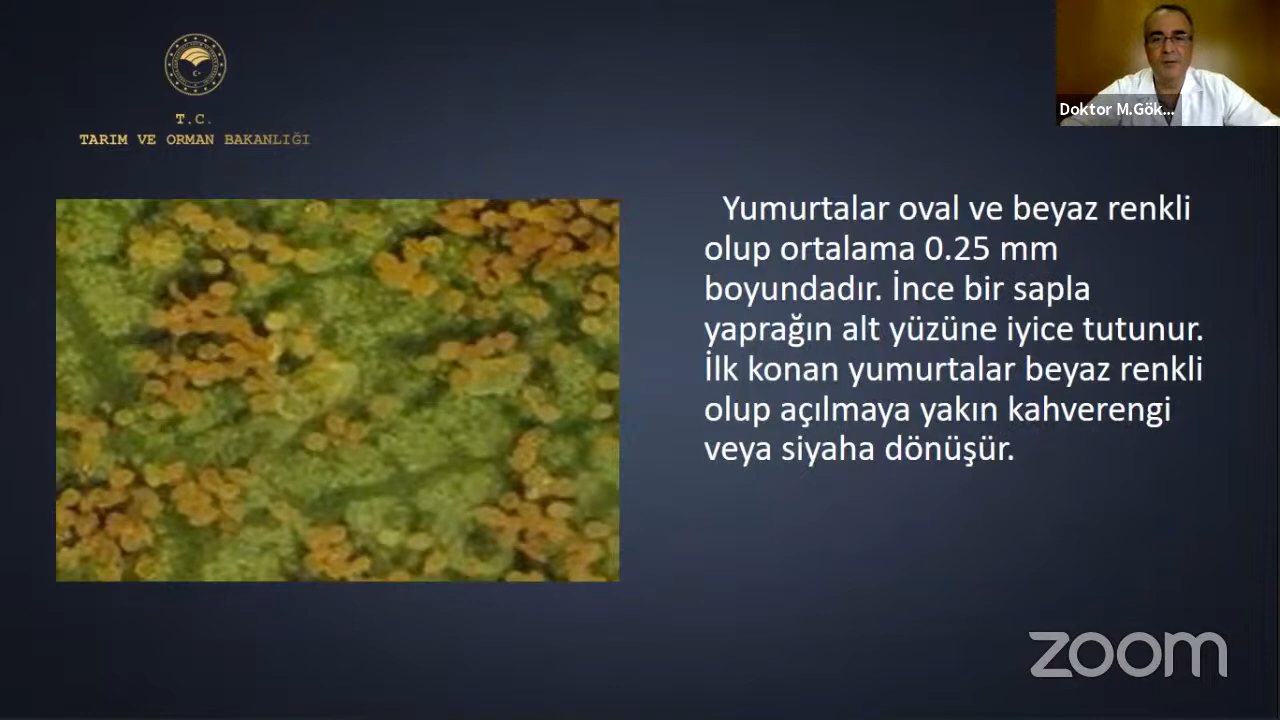 T.C.
TARIM VE ORMAN BAKANLIĞI
Doktor M.Gök...
Yumurtalar oval ve beyaz renkli
olup ortalama 0.25 mm
boyundadır. İnce bir sapla
yaprağın alt yüzüne iyice tutunur.
İlk konan yumurtalar beyaz renkli
olup açılmaya yakın kahverengi
veya siyaha dönüşür.
zoom